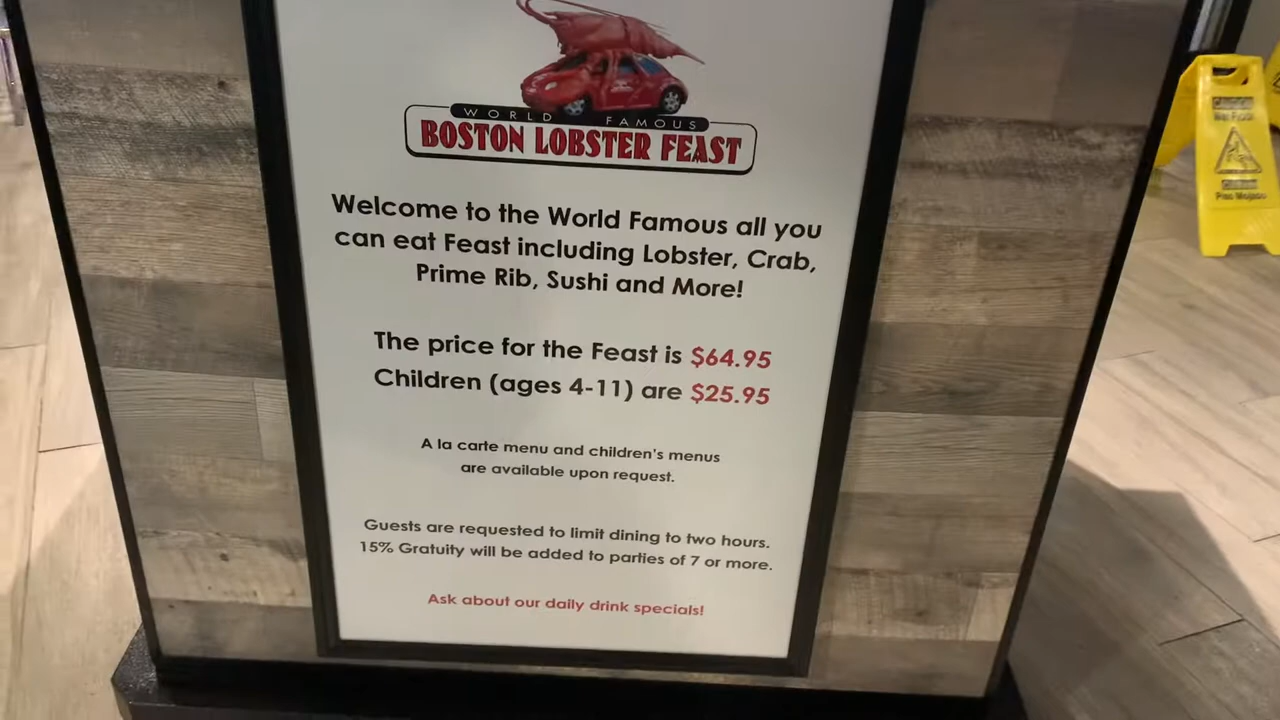 WORLD FAMOUS
BOSTON LOBSTER FEAST
Welcome to the World Famous all you
can eat Feast including Lobster, Crab,
Prime Rib, Sushi and More!
The price for the Feast is $64.95
Children (ages 4-11) are $25.95
A la carte menu and children's menus
are available upon request.
Guests are requested to limit dining to two hours.
15% Gratuity will be added to parties of 7 or more.
Ask about our daily drink specials!
Piso Mojado